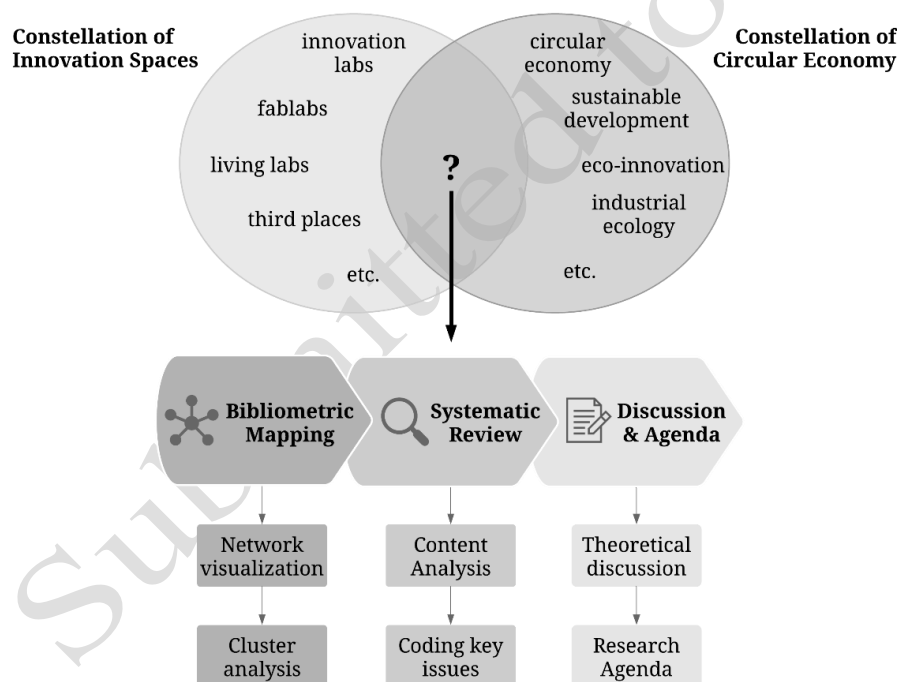 Constellation of
Innovation Spaces
Constellation of
Circular Economy
innovation
labs
fablabs
living labs
third places
etc.
?
circular
economy
sustainable
development
eco-innovation
industrial
ecology
etc.
Bibliometric
Mapping
Systematic
Review
Discussion
& Agenda
Network
visualization
Content
Analysis
Theoretical
discussion
Cluster
analysis
Coding key
issues
Research
Agenda
Submitted to